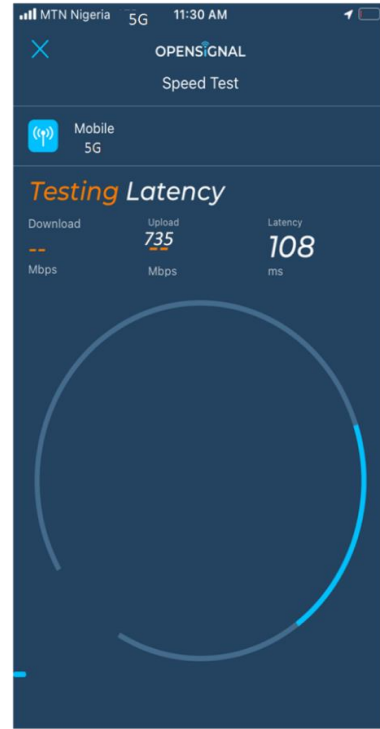 MTN Nigeria 5G 11:30 AM
OPENSIGNAL
Speed Test
Mobile
5G
Testing Latency
Download Upload Latency
-- 735 108
Mbps Mbps ms